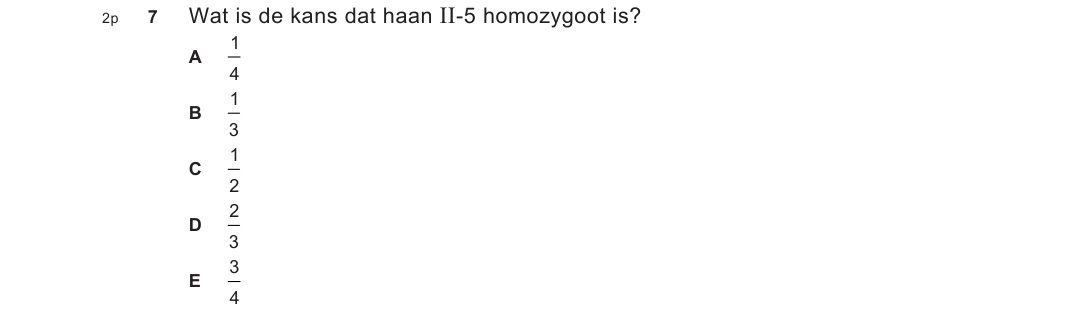 2p 7 Wat is de kans dat haan II-5 homozygoot is?
A 1/4
B 1/3
C 1/2
D 2/3
E 3/4